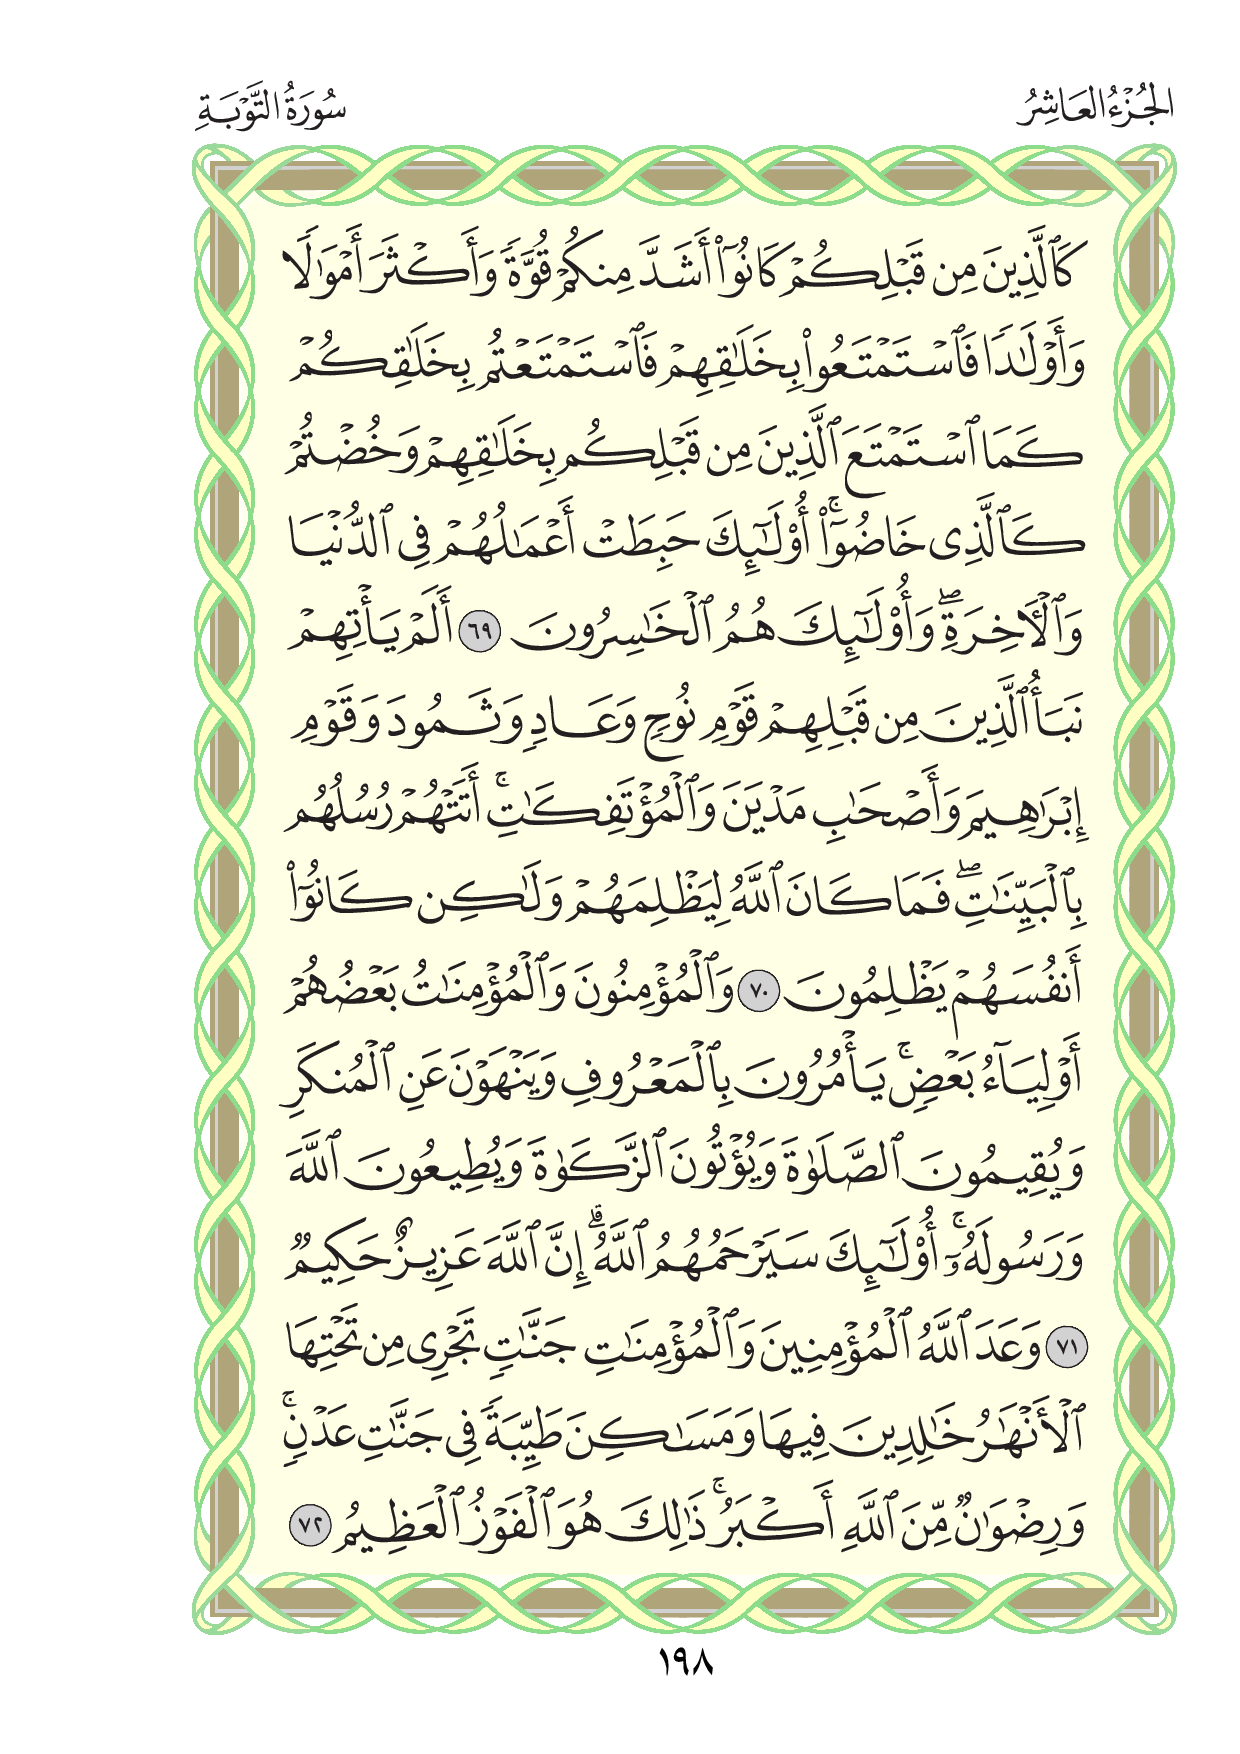 الجُزْءُ العَاشِرُ
سُورَةُ التَّوْبَةِ
كَٱلَّذِينَ مِن قَبْلِكُمْ كَانُوٓا۟ أَشَدَّ مِنكُمْ قُوَّةً وَأَكْثَرَ أَمْوَٰلًا
وَأَوْلَـٰدًا فَٱسْتَمْتَعُوا۟ بِخَلَـٰقِهِمْ فَٱسْتَمْتَعْتُم بِخَلَـٰقِكُمْ
كَمَا ٱسْتَمْتَعَ ٱلَّذِينَ مِن قَبْلِكُم بِخَلَـٰقِهِمْ وَخُضْتُمْ
كَٱلَّذِى خَاضُوٓا۟ ۚ أُو۟لَـٰٓئِكَ حَبِطَتْ أَعْمَـٰلُهُمْ فِى ٱلدُّنْيَا
وَٱلْـَٔاخِرَةِ ۖ وَأُو۟لَـٰٓئِكَ هُمُ ٱلْخَـٰسِرُونَ ٦٩ أَلَمْ يَأْتِهِمْ
نَبَأُ ٱلَّذِينَ مِن قَبْلِهِمْ قَوْمِ نُوحٍ وَعَادٍ وَثَمُودَ وَقَوْمِ
إِبْرَٰهِيمَ وَأَصْحَـٰبِ مَدْيَنَ وَٱلْمُؤْتَفِكَـٰتِ ۚ أَتَتْهُمْ رُسُلُهُم
بِٱلْبَيِّنَـٰتِ ۖ فَمَا كَانَ ٱللَّهُ لِيَظْلِمَهُمْ وَلَـٰكِن كَانُوٓا۟
أَنفُسَهُمْ يَظْلِمُونَ ٧٠ وَٱلْمُؤْمِنُونَ وَٱلْمُؤْمِنَـٰتُ بَعْضُهُمْ
أَوْلِيَآءُ بَعْضٍ ۚ يَأْمُرُونَ بِٱلْمَعْرُوفِ وَيَنْهَوْنَ عَنِ ٱلْمُنكَرِ
وَيُقِيمُونَ ٱلصَّلَوٰةَ وَيُؤْتُونَ ٱلزَّكَوٰةَ وَيُطِيعُونَ ٱللَّهَ
وَرَسُولَهُۥٓ ۚ أُو۟لَـٰٓئِكَ سَيَرْحَمُهُمُ ٱللَّهُ ۗ إِنَّ ٱللَّهَ عَزِيزٌ حَكِيمٌ
٧١ وَعَدَ ٱللَّهُ ٱلْمُؤْمِنِينَ وَٱلْمُؤْمِنَـٰتِ جَنَّـٰتٍ تَجْرِى مِن تَحْتِهَا
ٱلْأَنْهَـٰرُ خَـٰلِدِينَ فِيهَا وَمَسَـٰكِنَ طَيِّبَةً فِى جَنَّـٰتِ عَدْنٍ ۚ
وَرِضْوَٰنٌ مِّنَ ٱللَّهِ أَكْبَرُ ۚ ذَٰلِكَ هُوَ ٱلْفَوْزُ ٱلْعَظِيمُ ٧٢
١٩٨